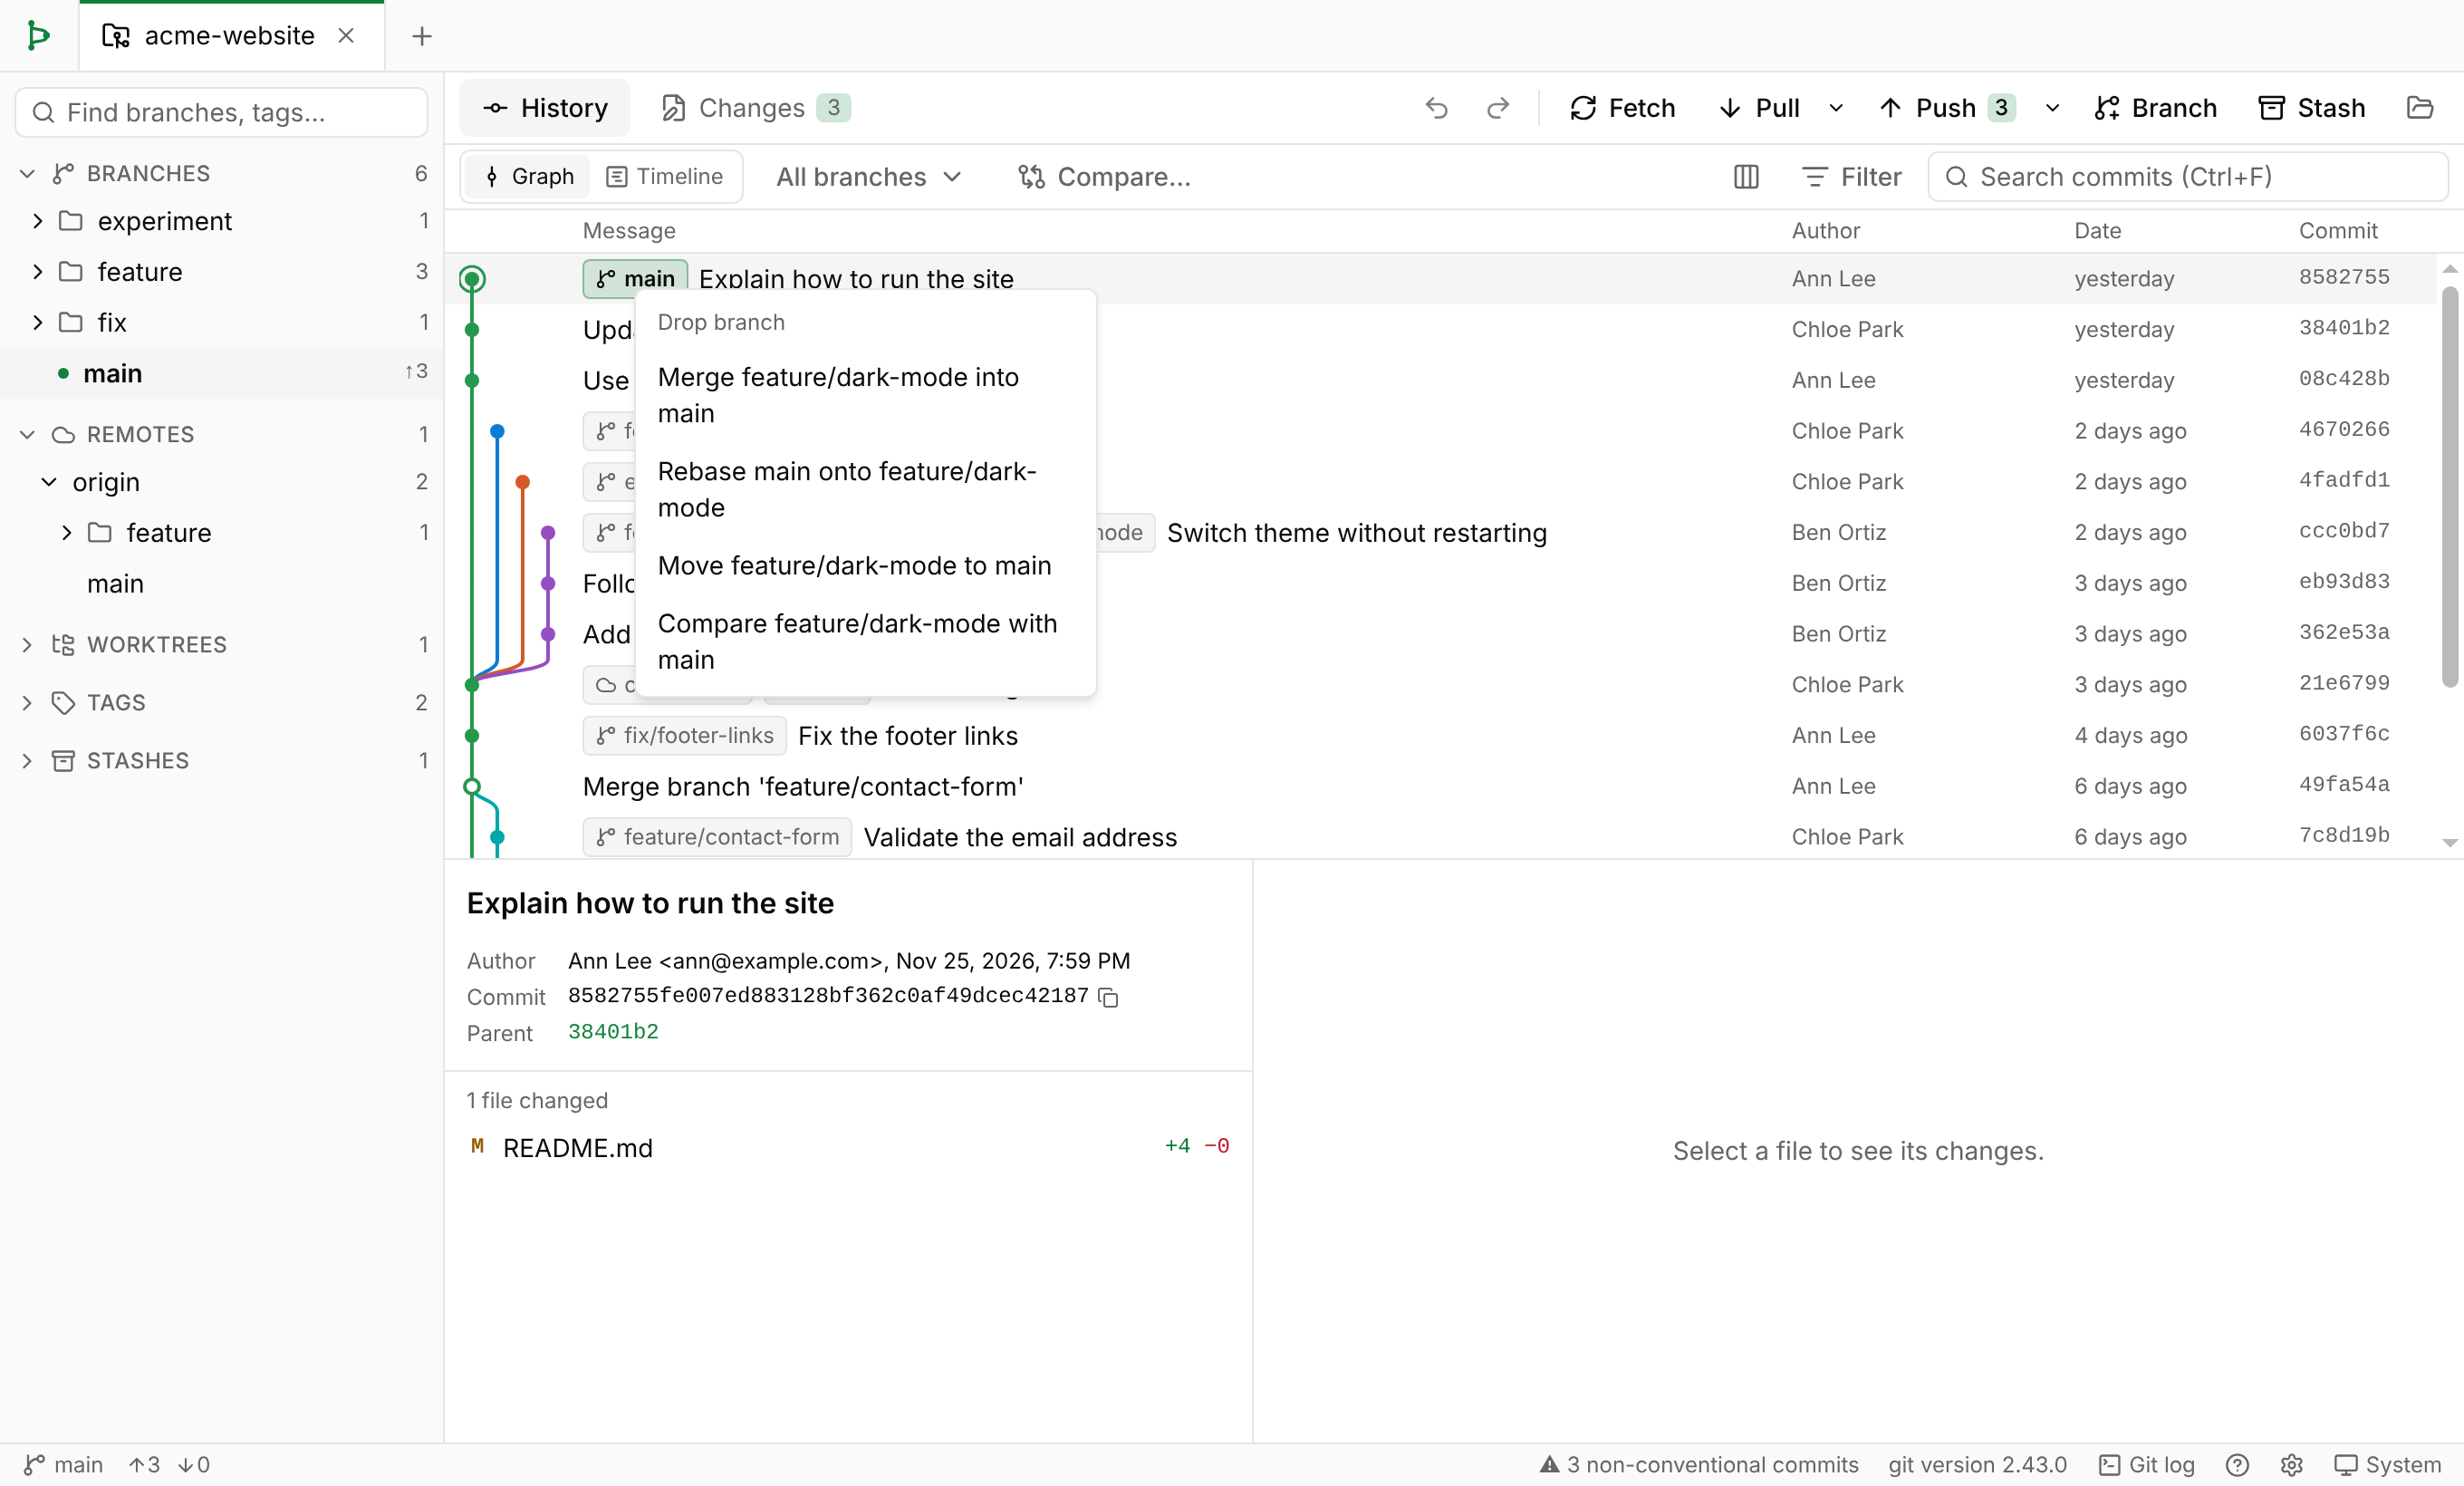 acme-website
Find branches, tags...
BRANCHES 6
experiment 1
feature 3
fix 1
main ↑3
REMOTES 1
origin 2
feature 1
main
WORKTREES 1
TAGS 2
STASHES 1
History Changes 3 Fetch Pull Push 3 Branch Stash
Graph Timeline All branches Compare... Filter Search commits (Ctrl+F)
Message Author Date Commit
main Explain how to run the site Ann Lee yesterday 8582755
Chloe Park yesterday 38401b2
Use Ann Lee yesterday 08c428b
Chloe Park 2 days ago 4670266
Chloe Park 2 days ago 4fadfd1
Switch theme without restarting Ben Ortiz 2 days ago ccc0bd7
Ben Ortiz 3 days ago eb93d83
Add Ben Ortiz 3 days ago 362e53a
Chloe Park 3 days ago 21e6799
fix/footer-links Fix the footer links Ann Lee 4 days ago 6037f6c
Merge branch 'feature/contact-form' Ann Lee 6 days ago 49fa54a
feature/contact-form Validate the email address Chloe Park 6 days ago 7c8d19b
Drop branch
Merge feature/dark-mode into
main
Rebase main onto feature/dark-
mode
Move feature/dark-mode to main
Compare feature/dark-mode with
main
Explain how to run the site
Author Ann Lee <ann@example.com>, Nov 25, 2026, 7:59 PM
Commit 8582755fe007ed883128bf362c0af49dcec42187
Parent 38401b2
1 file changed
M README.md +4 −0
Select a file to see its changes.
main ↑3 ↓0 3 non-conventional commits git version 2.43.0 Git log System